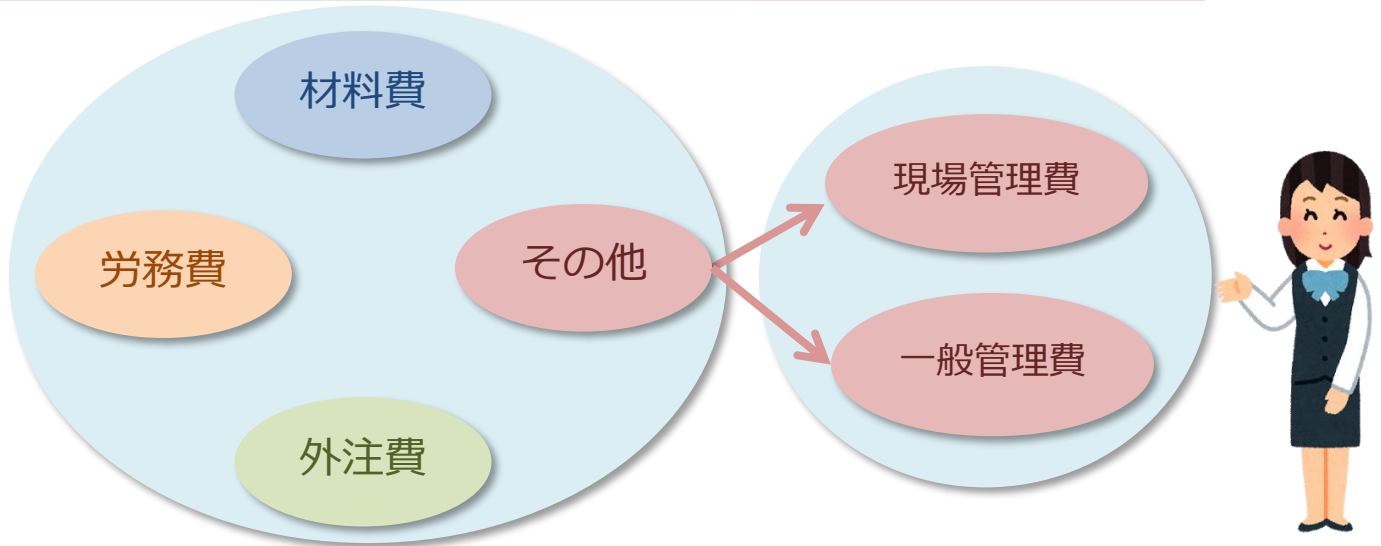 材料費
労務費
その他
外注費
現場管理費
一般管理費